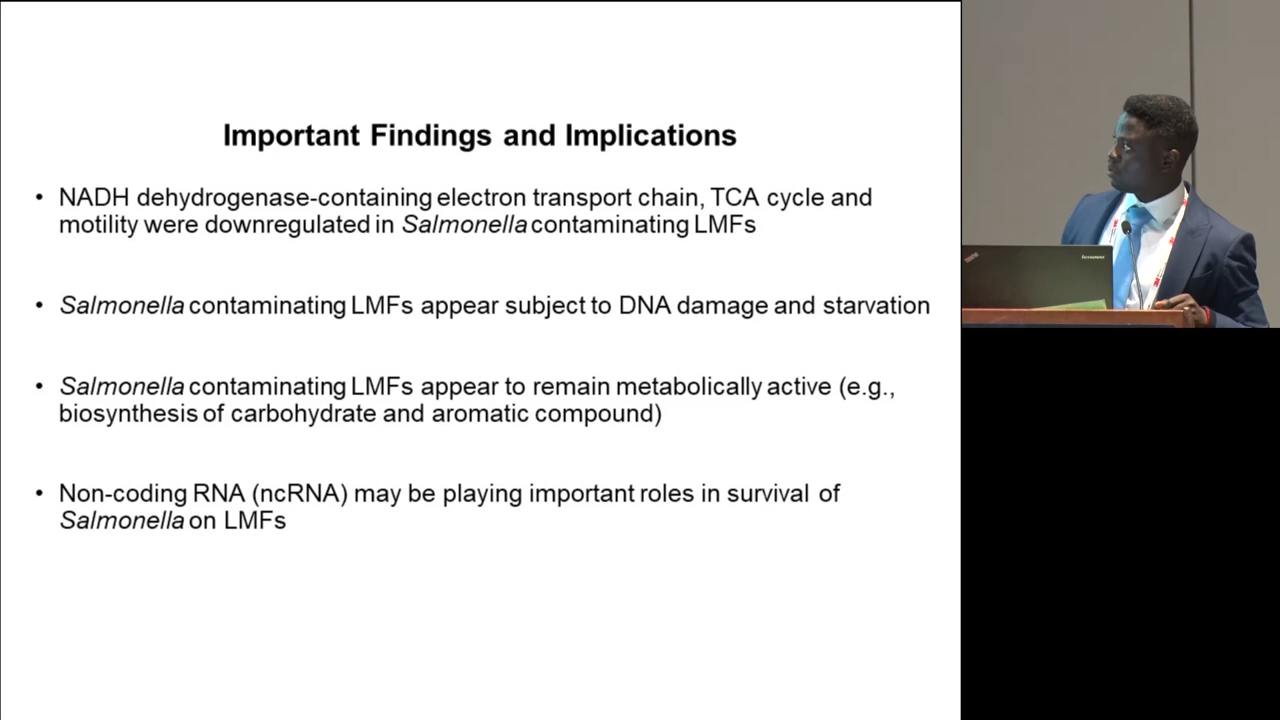 Important Findings and Implications
• NADH dehydrogenase-containing electron transport chain, TCA cycle and
motility were downregulated in Salmonella contaminating LMFs
• Salmonella contaminating LMFs appear subject to DNA damage and starvation
• Salmonella contaminating LMFs appear to remain metabolically active (e.g.,
biosynthesis of carbohydrate and aromatic compound)
• Non-coding RNA (ncRNA) may be playing important roles in survival of
Salmonella on LMFs